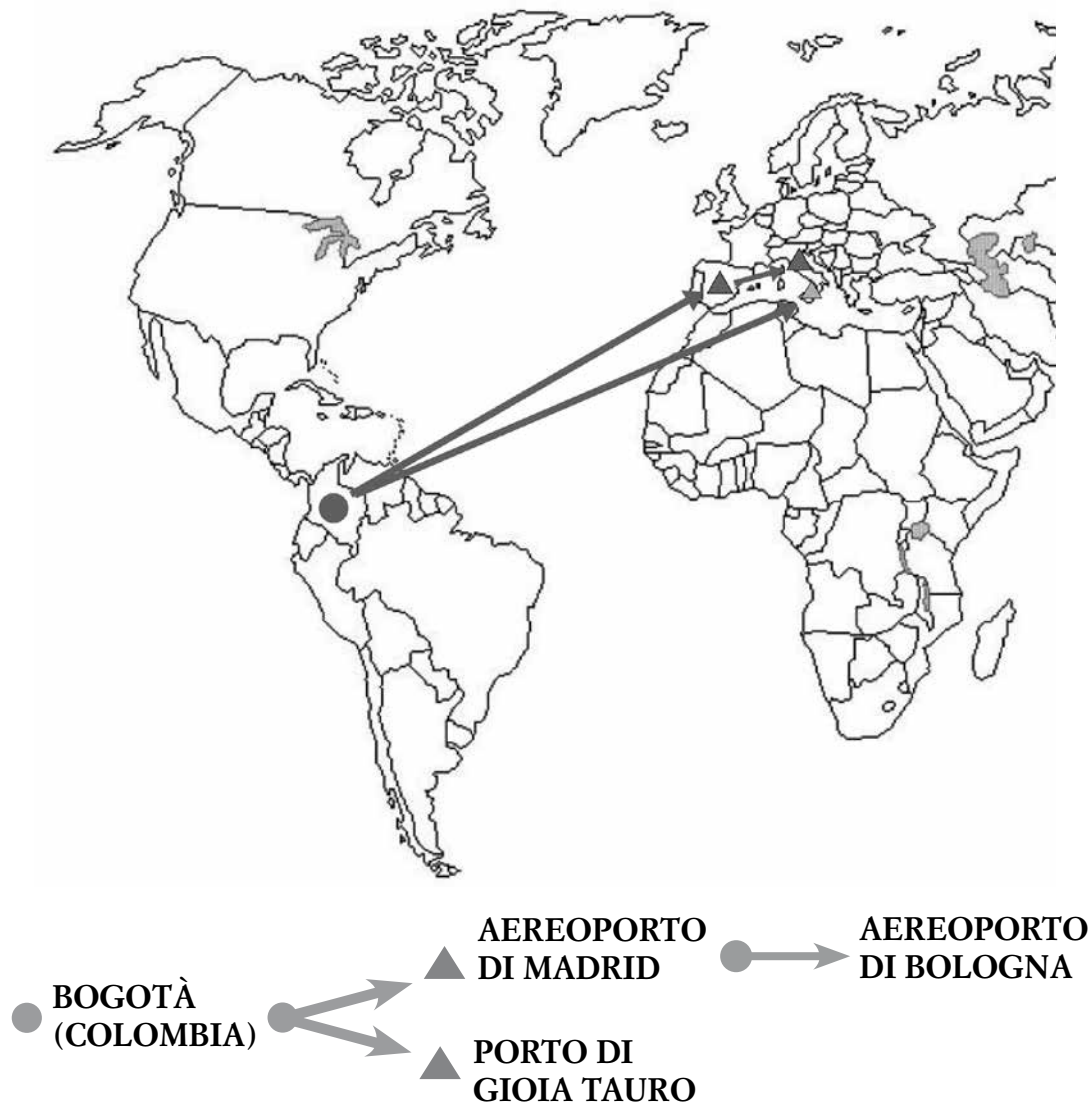 BOGOTÀ
(COLOMBIA)
AEREOPORTO
DI MADRID
AEREOPORTO
DI BOLOGNA
PORTO DI
GIOIA TAURO